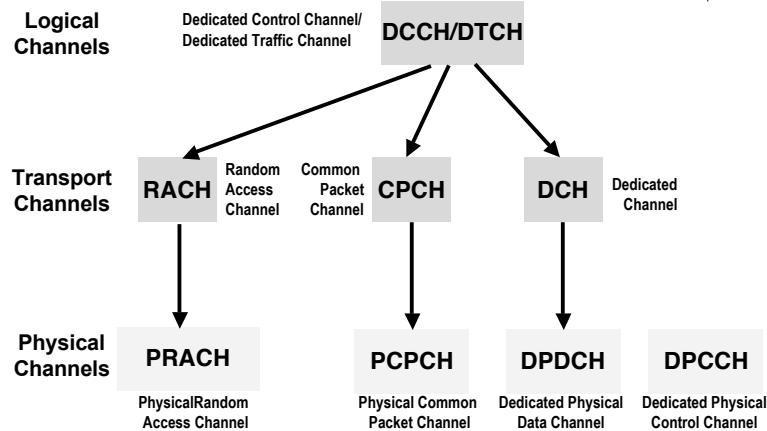 Logical
Channels
Dedicated Control Channel/
Dedicated Traffic Channel
DCCH/DTCH
Transport
Channels
RACH
Random
Access
Channel
Common
Packet
Channel
CPCH
DCH
Dedicated
Channel
Physical
Channels
PRACH
PCPCH
DPDCH
DPCCH
PhysicalRandom
Access Channel
Physical Common
Packet Channel
Dedicated Physical
Data Channel
Dedicated Physical
Control Channel